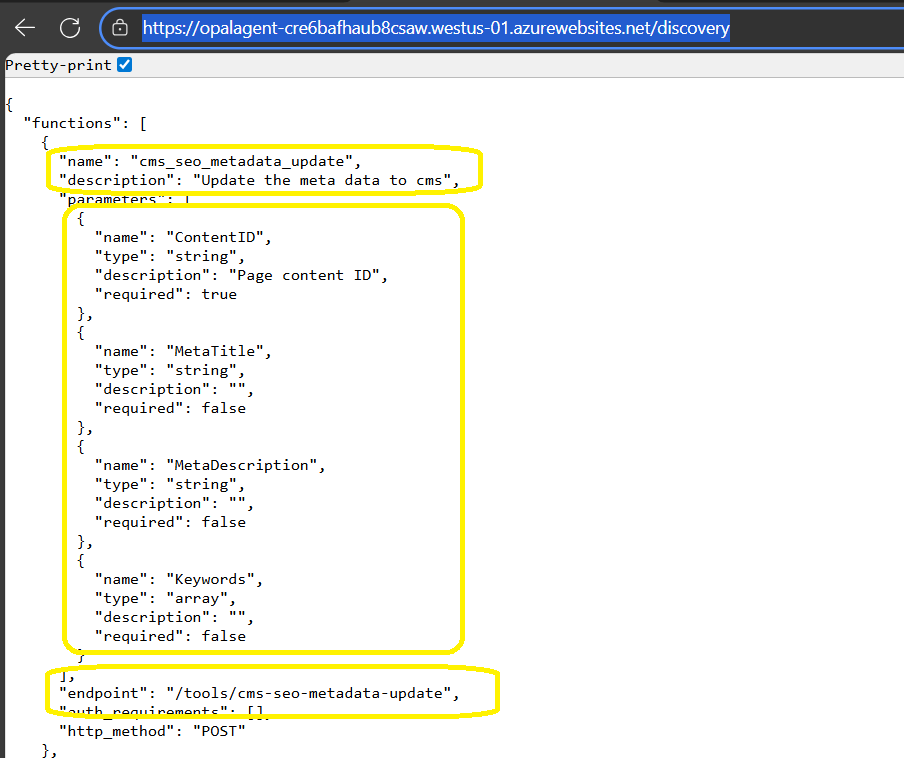 https://opalagent-cre6bafhaub8csaw.westus-01.azurewebsites.net/discovery
Pretty-print
{
"functions": [
{
"name": "cms_seo_metadata_update",
"description": "Update the meta data to cms",
"parameters": [
{
"name": "ContentID",
"type": "string",
"description": "Page content ID",
"required": true
},
{
"name": "MetaTitle",
"type": "string",
"description": "",
"required": false
},
{
"name": "MetaDescription",
"type": "string",
"description": "",
"required": false
},
{
"name": "Keywords",
"type": "array",
"description": "",
"required": false
}
],
"endpoint": "/tools/cms-seo-metadata-update",
"auth_requirements": [],
"http_method": "POST"
},